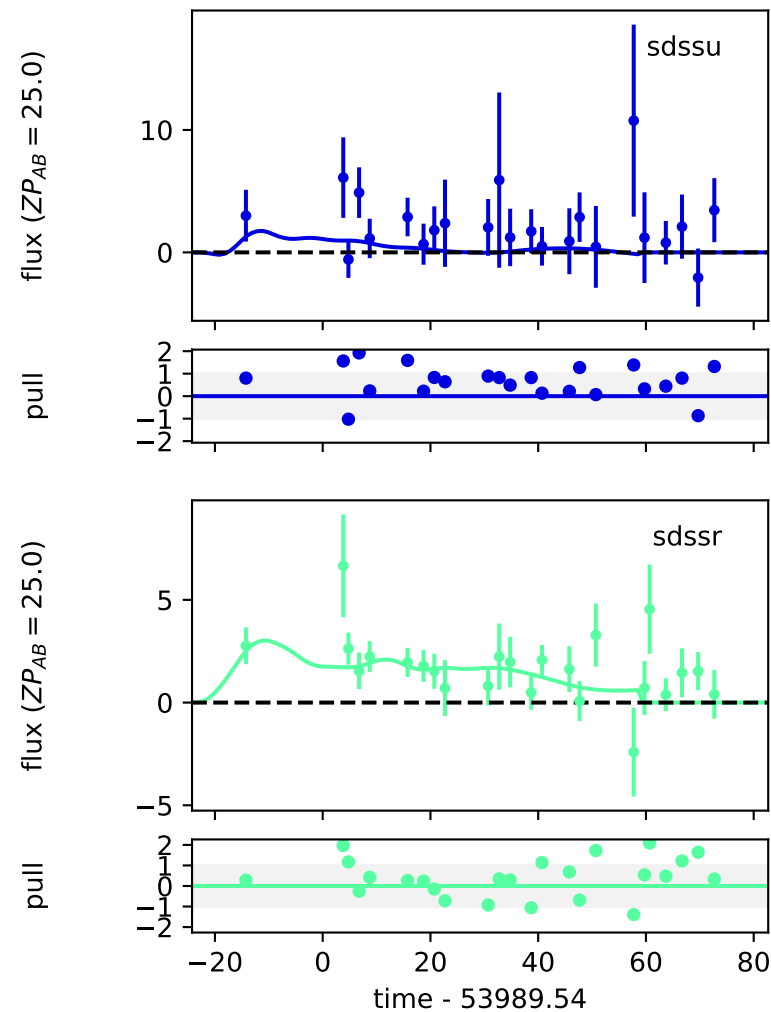 sdssu
flux (ZP_AB = 25.0)
10
0
pull
2
1
0
−1
−2
sdssr
flux (ZP_AB = 25.0)
5
0
−5
pull
2
1
0
−1
−2
−20 0 20 40 60 80
time - 53989.54